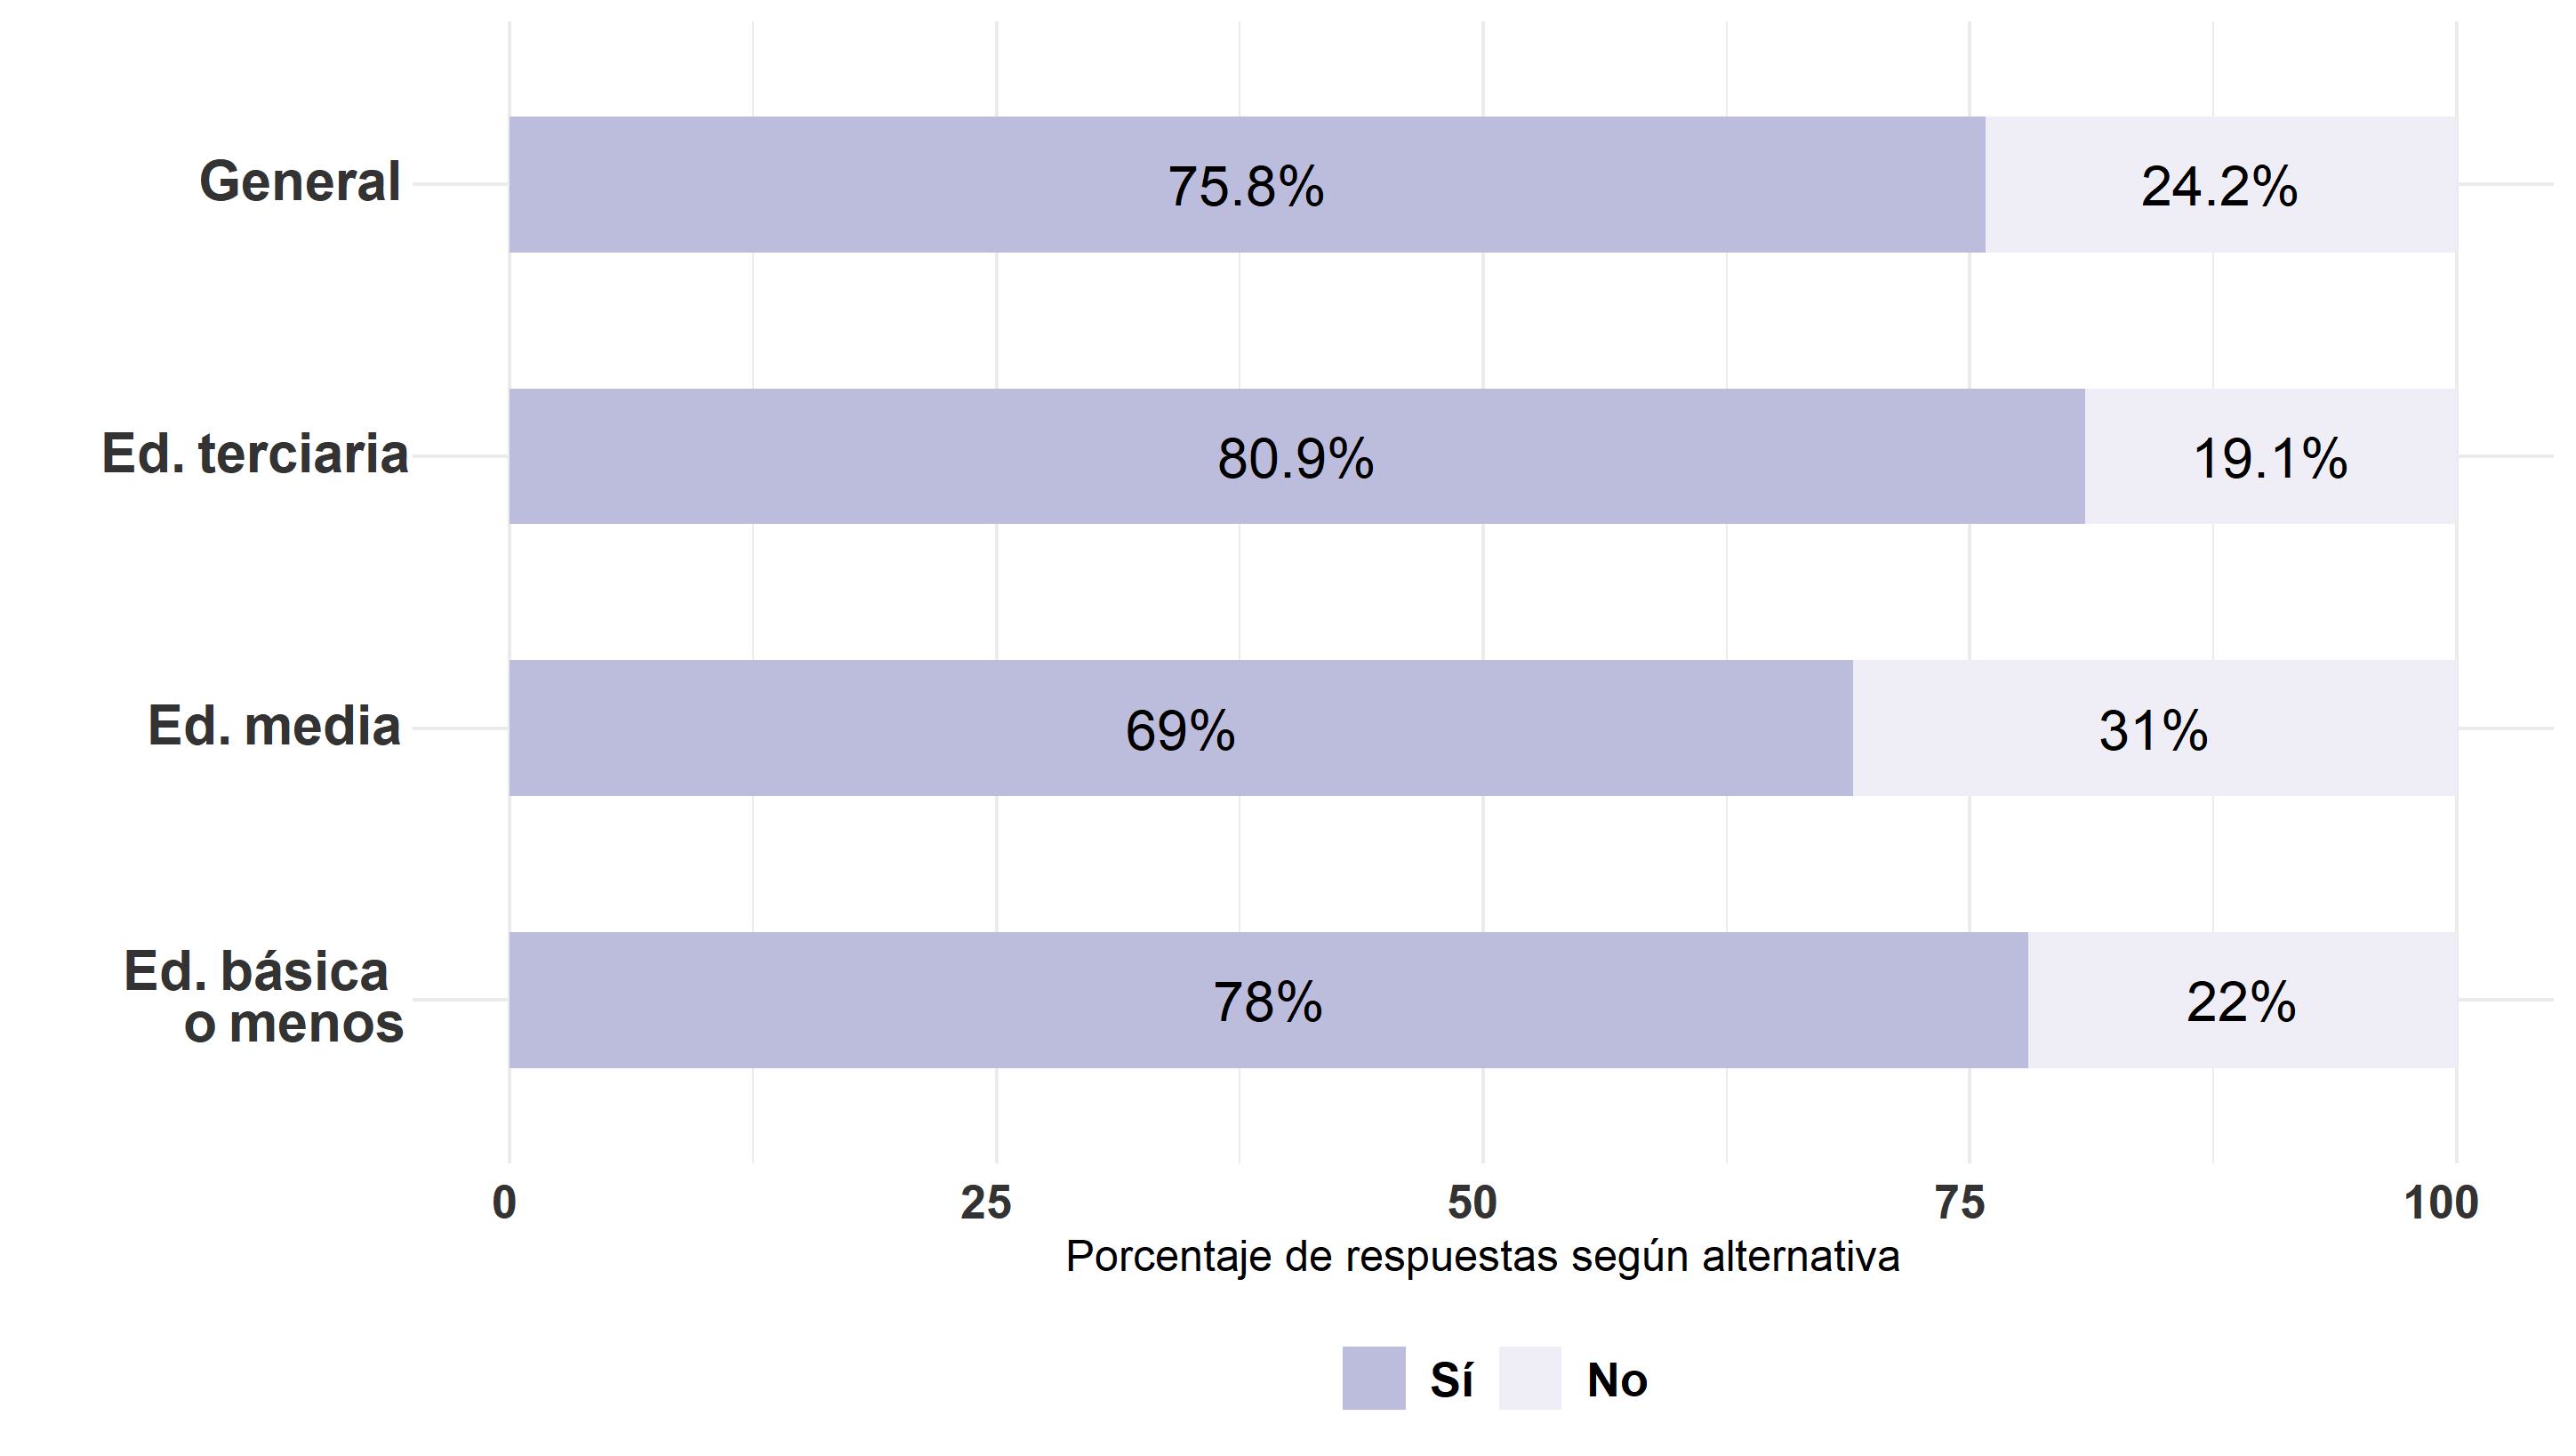 General
75.8%
24.2%
Ed. terciaria
80.9%
19.1%
Ed. media
69%
31%
Ed. básica
o menos
78%
22%
0
25
50
75
100
Porcentaje de respuestas según alternativa
Sí
No